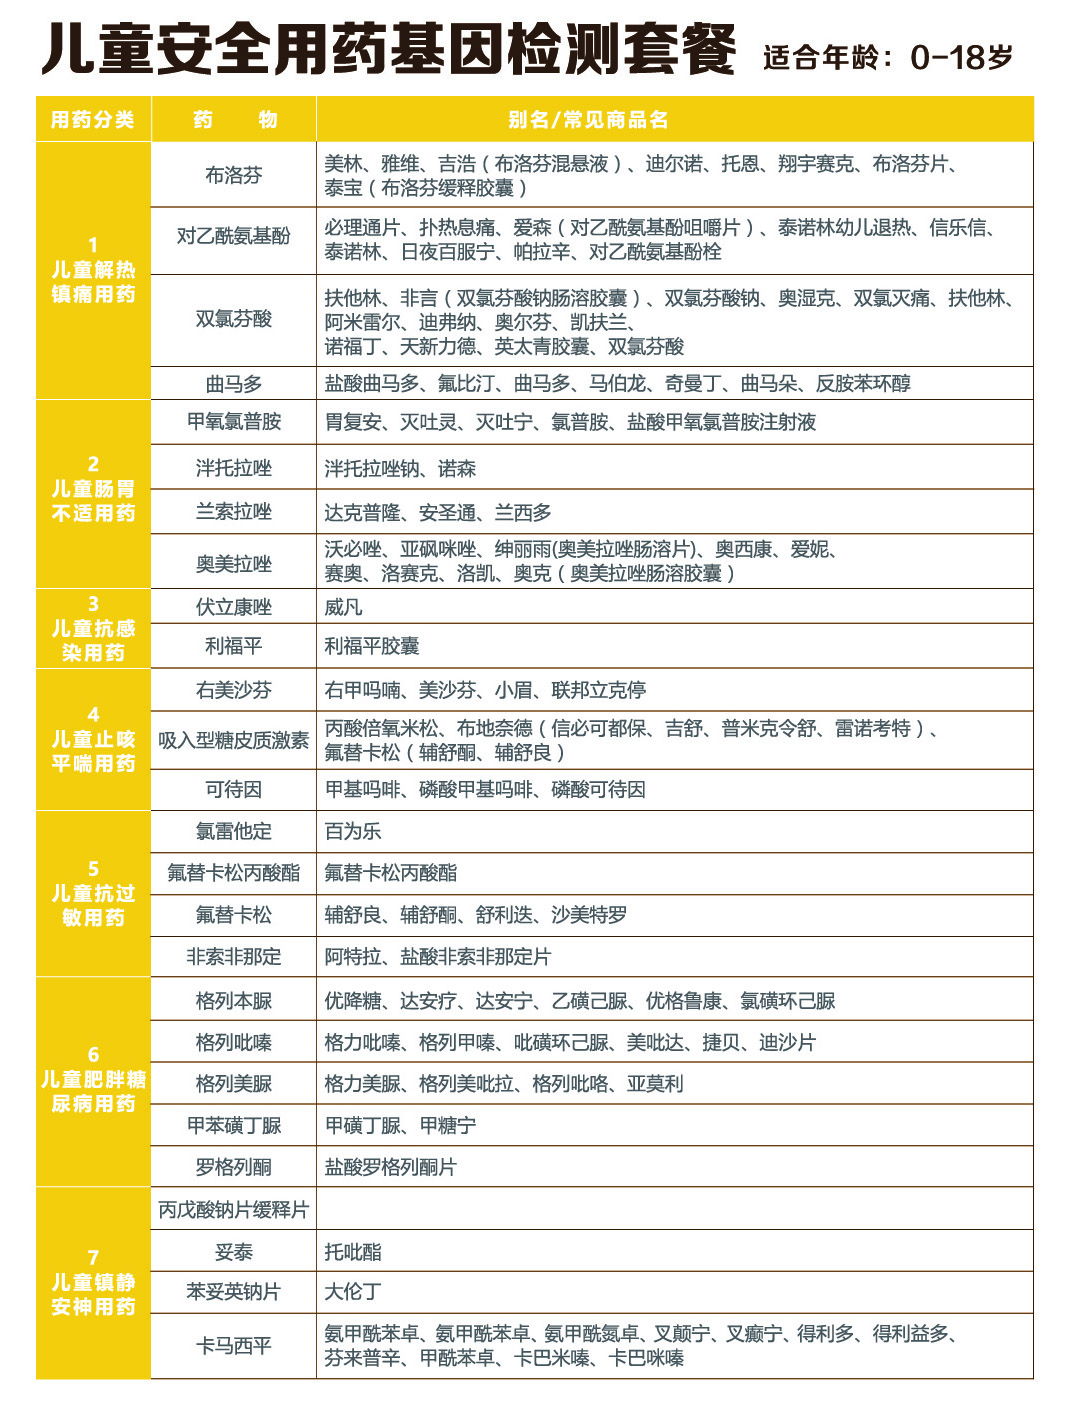 儿童安全用药基因检测套餐 适合年龄：0-18岁
用药分类 药 物 别名/常见商品名
1
儿童解热
镇痛用药
布洛芬
美林、雅维、吉浩（布洛芬混悬液）、迪尔诺、托恩、翔宇赛克、布洛芬片、
泰宝（布洛芬缓释胶囊）
对乙酰氨基酚
必理通片、扑热息痛、爱森（对乙酰氨基酚咀嚼片）、泰诺林幼儿退热、信乐信、
泰诺林、日夜百服宁、帕拉辛、对乙酰氨基酚栓
双氯芬酸
扶他林、非言（双氯芬酸钠肠溶胶囊）、双氯芬酸钠、奥湿克、双氯灭痛、扶他林、
阿米雷尔、迪弗纳、奥尔芬、凯扶兰、
诺福丁、天新力德、英太青胶囊、双氯芬酸
曲马多
盐酸曲马多、氟比汀、曲马多、马伯龙、奇曼丁、曲马朵、反胺苯环醇
2
儿童肠胃
不适用药
甲氧氯普胺
胃复安、灭吐灵、灭吐宁、氯普胺、盐酸甲氧氯普胺注射液
泮托拉唑
泮托拉唑钠、诺森
兰索拉唑
达克普隆、安圣通、兰西多
奥美拉唑
沃必唑、亚砜咪唑、绅丽雨(奥美拉唑肠溶片)、奥西康、爱妮、
赛奥、洛赛克、洛凯、奥克（奥美拉唑肠溶胶囊）
3
儿童抗感
染用药
伏立康唑
威凡
利福平
利福平胶囊
4
儿童止咳
平喘用药
右美沙芬
右甲吗喃、美沙芬、小眉、联邦立克停
吸入型糖皮质激素
丙酸倍氧米松、布地奈德（信必可都保、吉舒、普米克令舒、雷诺考特）、
氟替卡松（辅舒酮、辅舒良）
可待因
甲基吗啡、磷酸甲基吗啡、磷酸可待因
5
儿童抗过
敏用药
氯雷他定
百为乐
氟替卡松丙酸酯
氟替卡松丙酸酯
氟替卡松
辅舒良、辅舒酮、舒利迭、沙美特罗
非索非那定
阿特拉、盐酸非索非那定片
6
儿童肥胖糖
尿病用药
格列本脲
优降糖、达安疗、达安宁、乙磺己脲、优格鲁康、氯磺环己脲
格列吡嗪
格力吡嗪、格列甲嗪、吡磺环己脲、美吡达、捷贝、迪沙片
格列美脲
格力美脲、格列美吡拉、格列吡咯、亚莫利
甲苯磺丁脲
甲磺丁脲、甲糖宁
罗格列酮
盐酸罗格列酮片
7
儿童镇静
安神用药
丙戊酸钠片缓释片
妥泰
托吡酯
苯妥英钠片
大伦丁
卡马西平
氨甲酰苯卓、氨甲酰苯卓、氨甲酰氮卓、叉颠宁、叉癫宁、得利多、得利益多、
芬来普辛、甲酰苯卓、卡巴米嗪、卡巴咪嗪